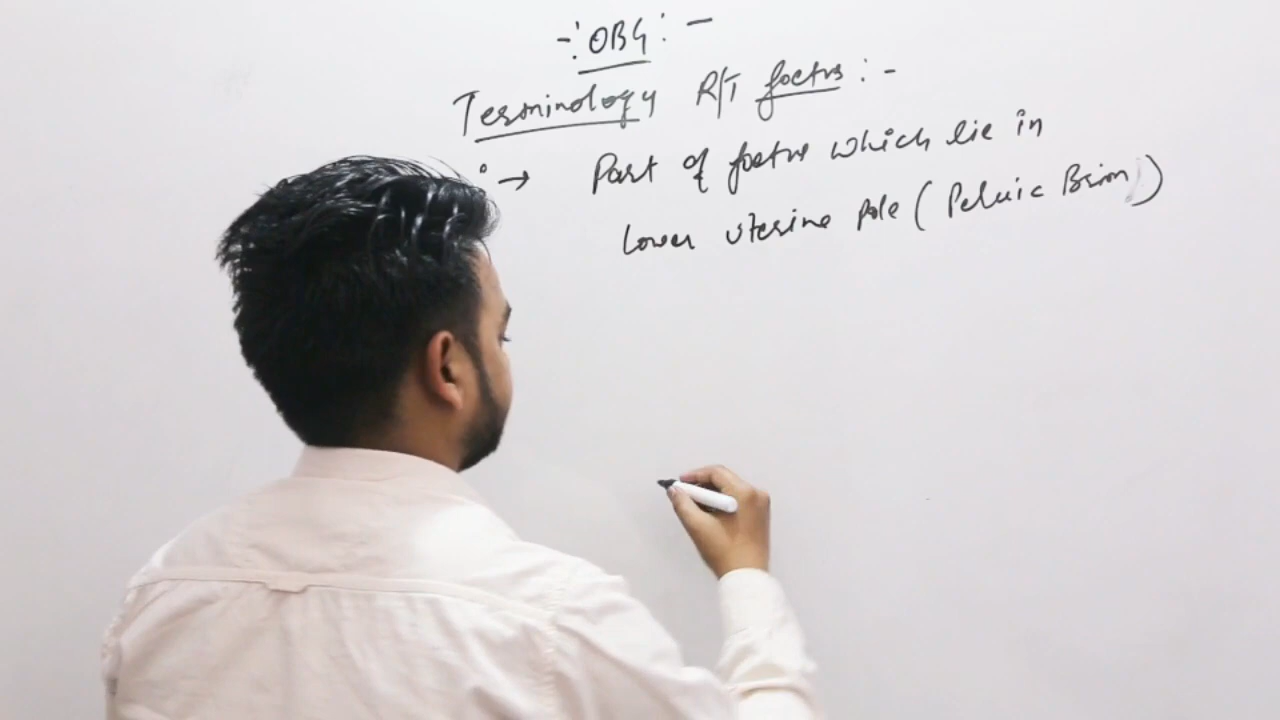 -: OBG :-
Terminology R/T foetus :-
° → Part of foetus which lie in
lower uterine pole ( Pelvic Brim )